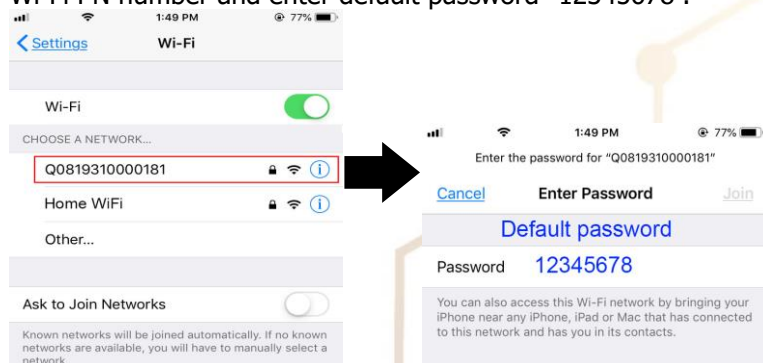 Wi-Fi PN number and enter default password "12345678".
1:49 PM 77%
Settings Wi-Fi
Wi-Fi
CHOOSE A NETWORK...
Q0819310000181
Home WiFi
Other...
Ask to Join Networks
Known networks will be joined automatically. If no known
networks are available, you will have to manually select a
network.
1:49 PM 77%
Enter the password for “Q0819310000181”
Cancel Enter Password Join
Default password
Password 12345678
You can also access this Wi-Fi network by bringing your
iPhone near any iPhone, iPad or Mac that has connected
to this network and has you in its contacts.